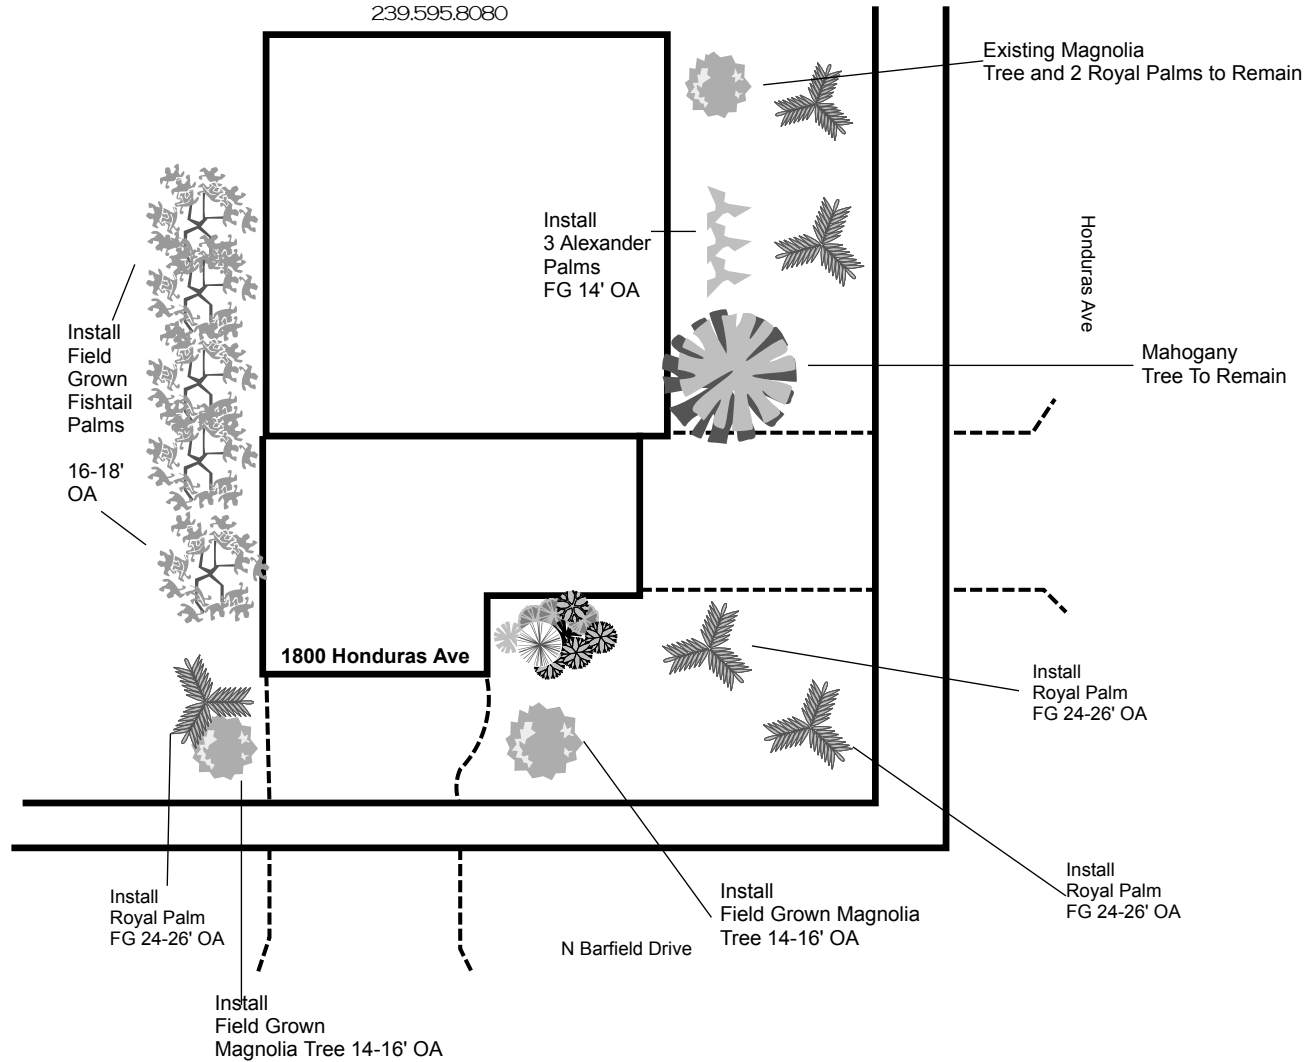 239.595.8080
Existing Magnolia
Tree and 2 Royal Palms to Remain
Install
3 Alexander
Palms
FG 14' OA
Honduras Ave
Install
Field
Grown
Fishtail
Palms
16-18'
OA
Mahogany
Tree To Remain
1800 Honduras Ave
Install
Royal Palm
FG 24-26' OA
Install
Royal Palm
FG 24-26' OA
Install
Royal Palm
FG 24-26' OA
Install
Field Grown Magnolia
Tree 14-16' OA
N Barfield Drive
Install
Field Grown
Magnolia Tree 14-16' OA